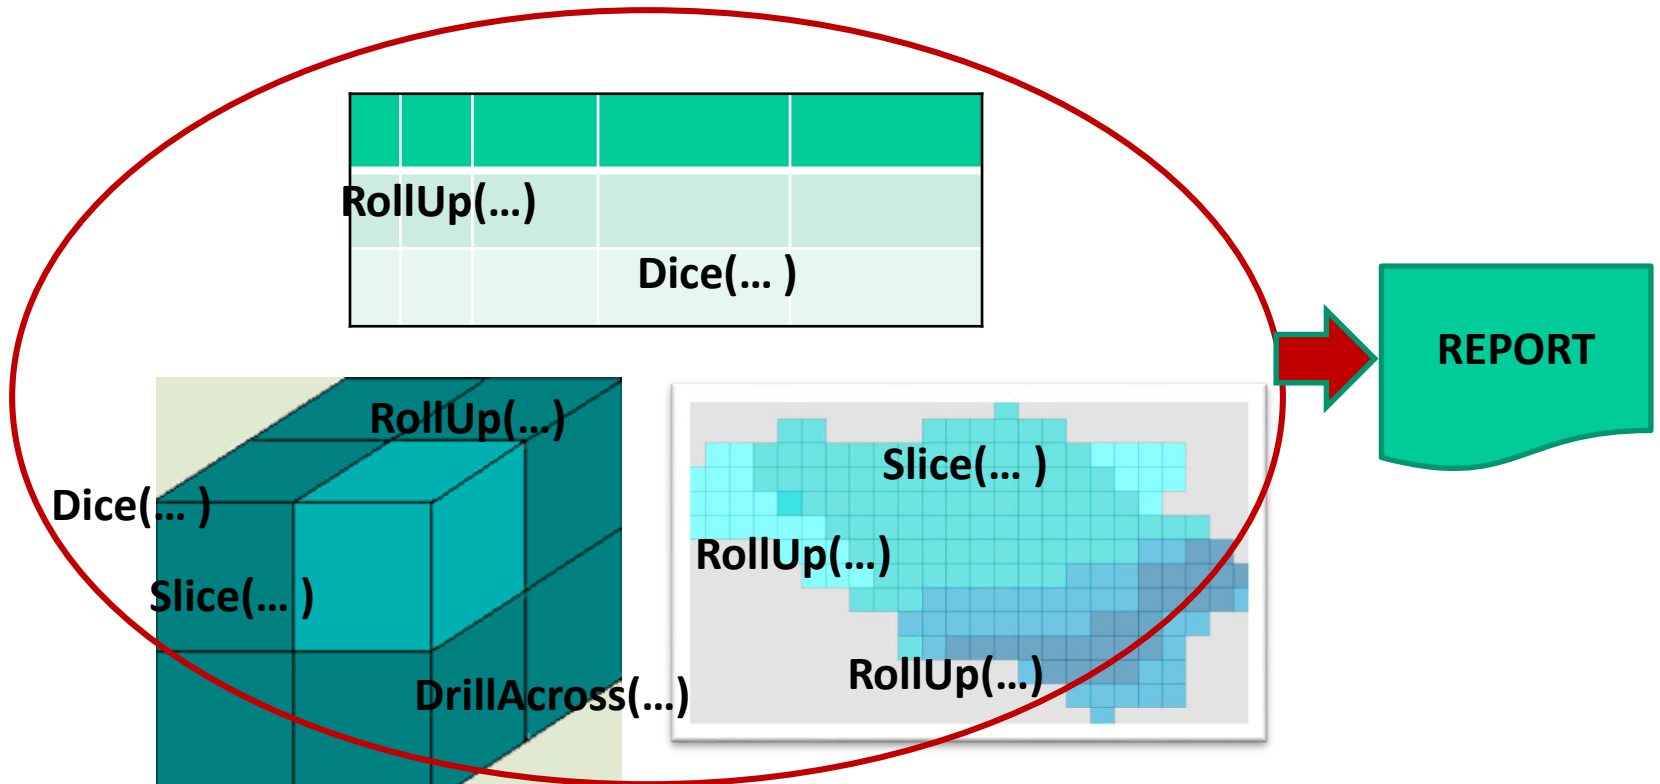 RollUp(...)
Dice(... )
REPORT
RollUp(...)
Dice(... )
Slice(... )
DrillAcross(...)
Slice(... )
RollUp(...)
RollUp(...)